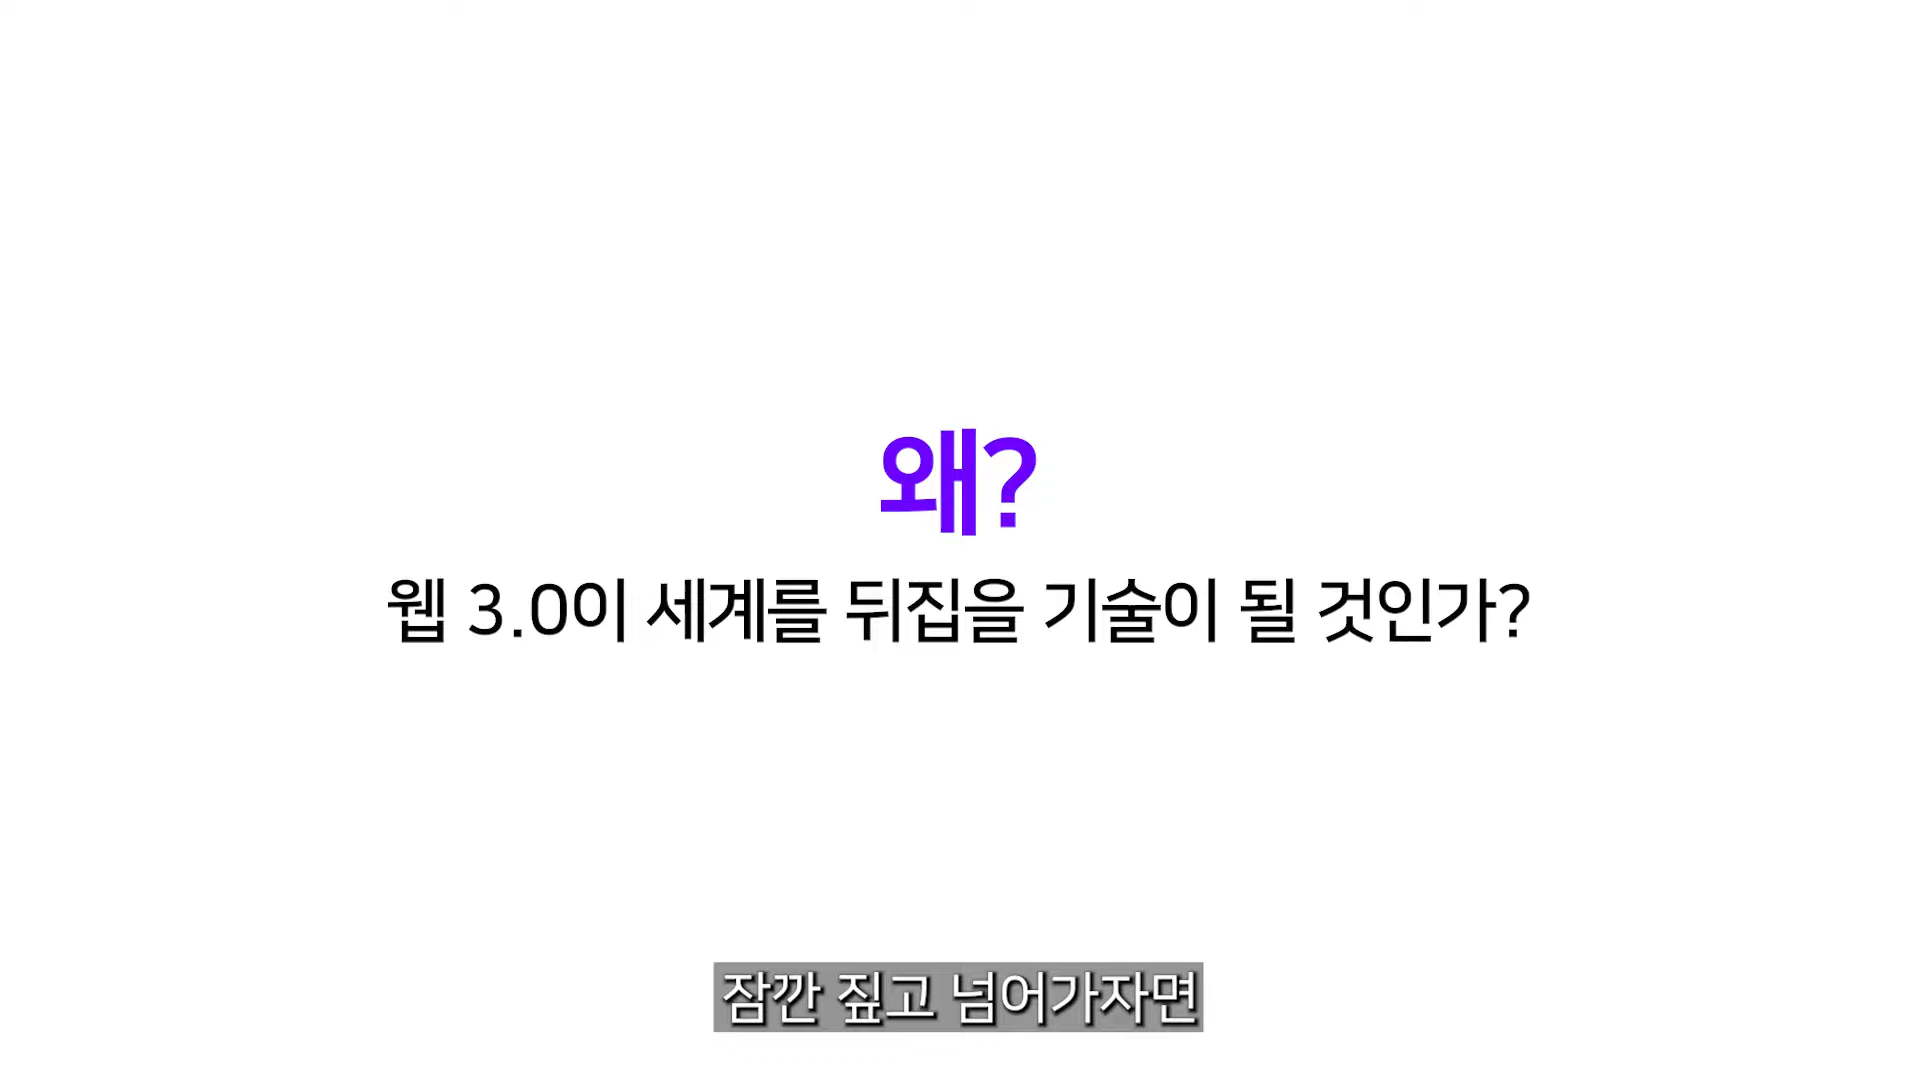 왜?
웹 3.0이 세계를 뒤집을 기술이 될 것인가?
잠깐 짚고 넘어가자면